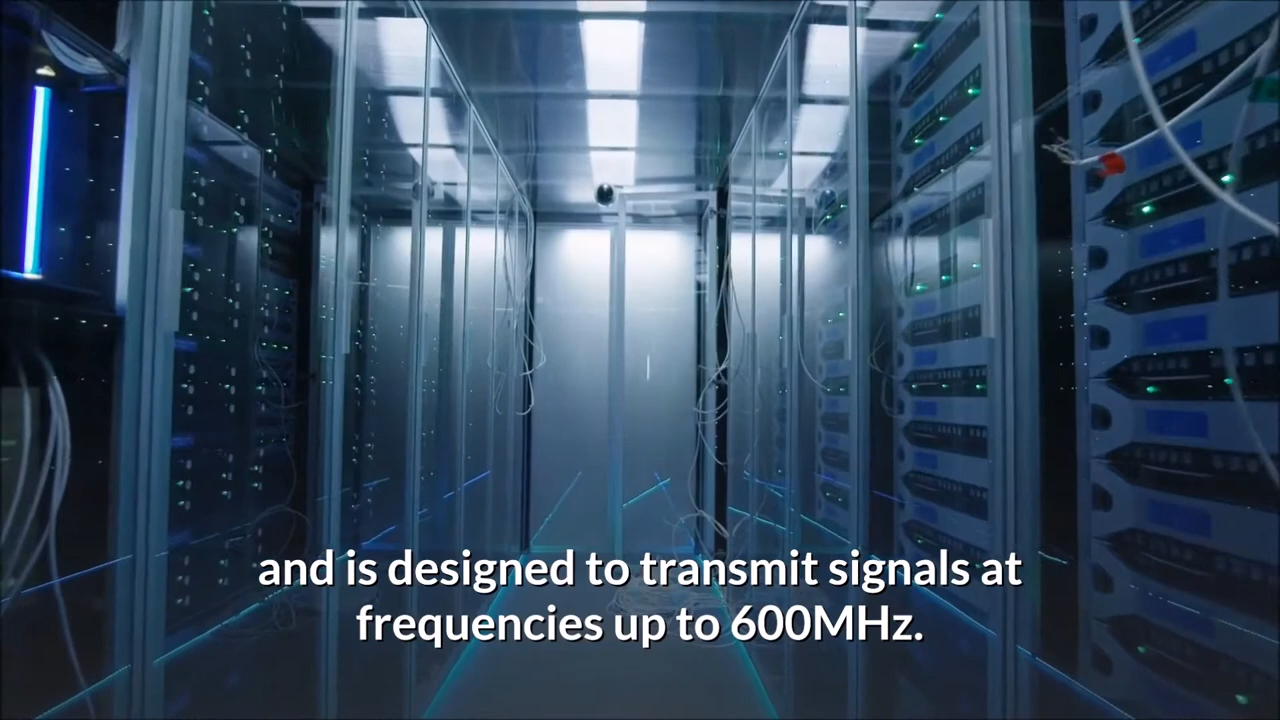 and is designed to transmit signals at
frequencies up to 600MHz.